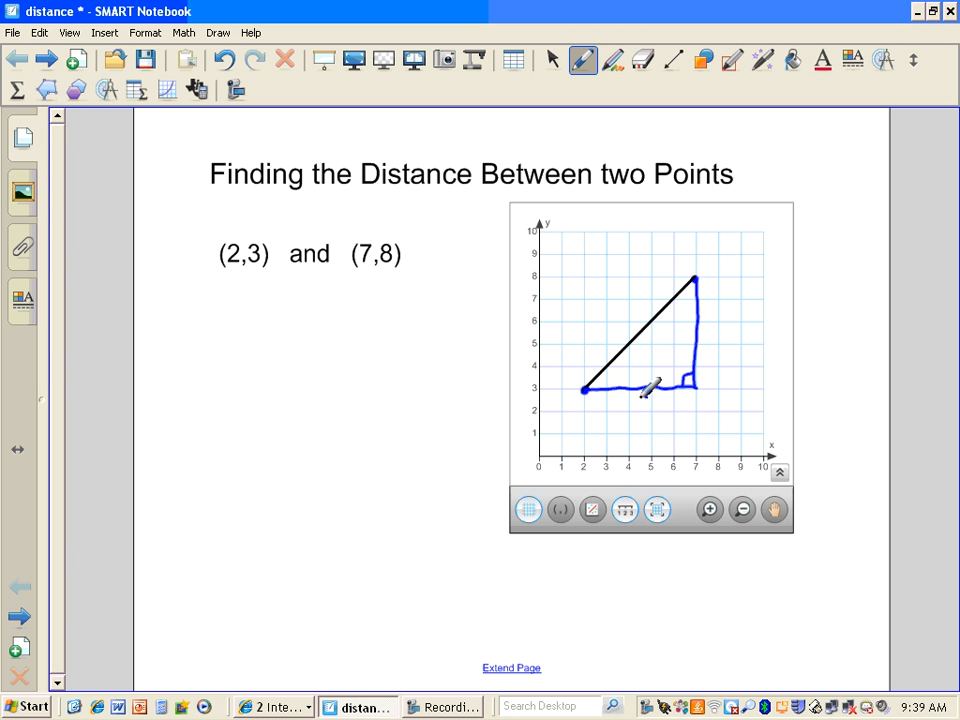 distance * - SMART Notebook
File Edit View Insert Format Math Draw Help
Finding the Distance Between two Points
(2,3) and (7,8)
y
10
9
8
7
6
5
4
3
2
1
x
0 1 2 3 4 5 6 7 8 9 10
Extend Page
Start
2 Inte...
distan...
Recordi...
Search Desktop
9:39 AM